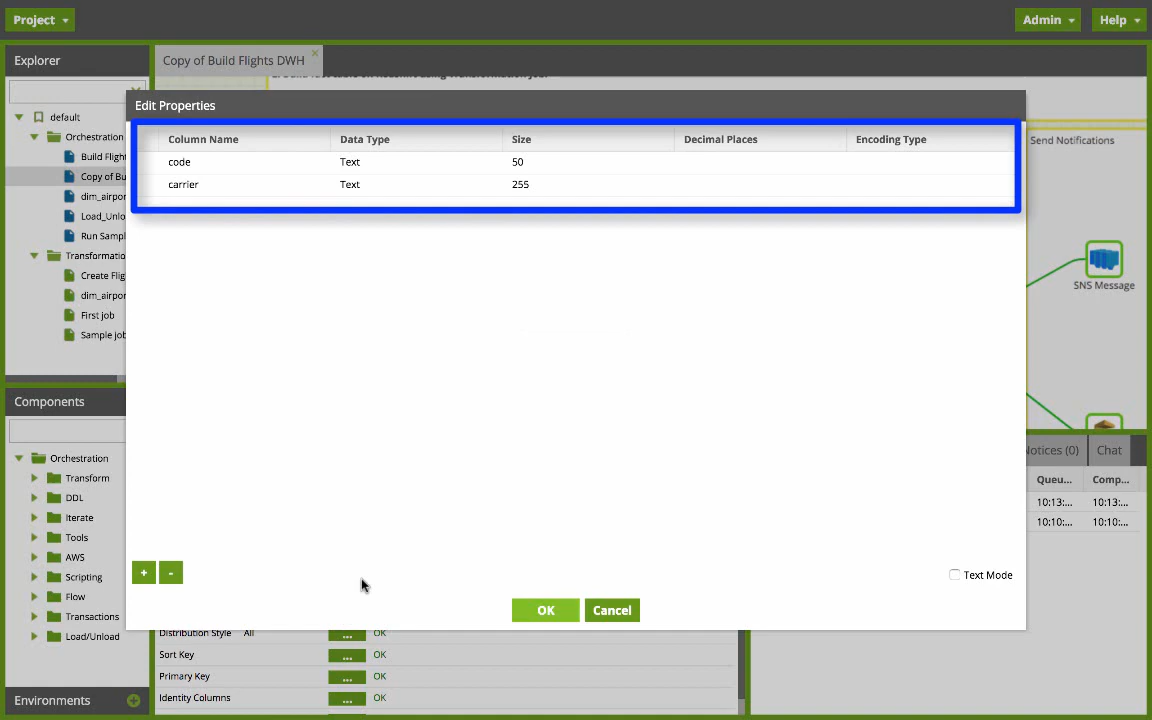 Project
Admin
Help
Explorer
Copy of Build Flights DWH
Edit Properties
Column Name Data Type Size Decimal Places Encoding Type
code Text 50
carrier Text 255
+ -
Text Mode
OK Cancel
default
Orchestration
Build Flight
Copy of Bu
dim_airpor
Load_Unlo
Run Sampl
Transformatio
Create Flig
dim_airpor
First job
Sample job
Components
Orchestration
Transform
DDL
Iterate
Tools
AWS
Scripting
Flow
Transactions
Load/Unload
Environments
Send Notifications
SNS Message
Notices (0) Chat
Queu... Comp...
10:13:... 10:13:...
10:10:... 10:10:...
Distribution Style All ... OK
Sort Key ... OK
Primary Key ... OK
Identity Columns ... OK